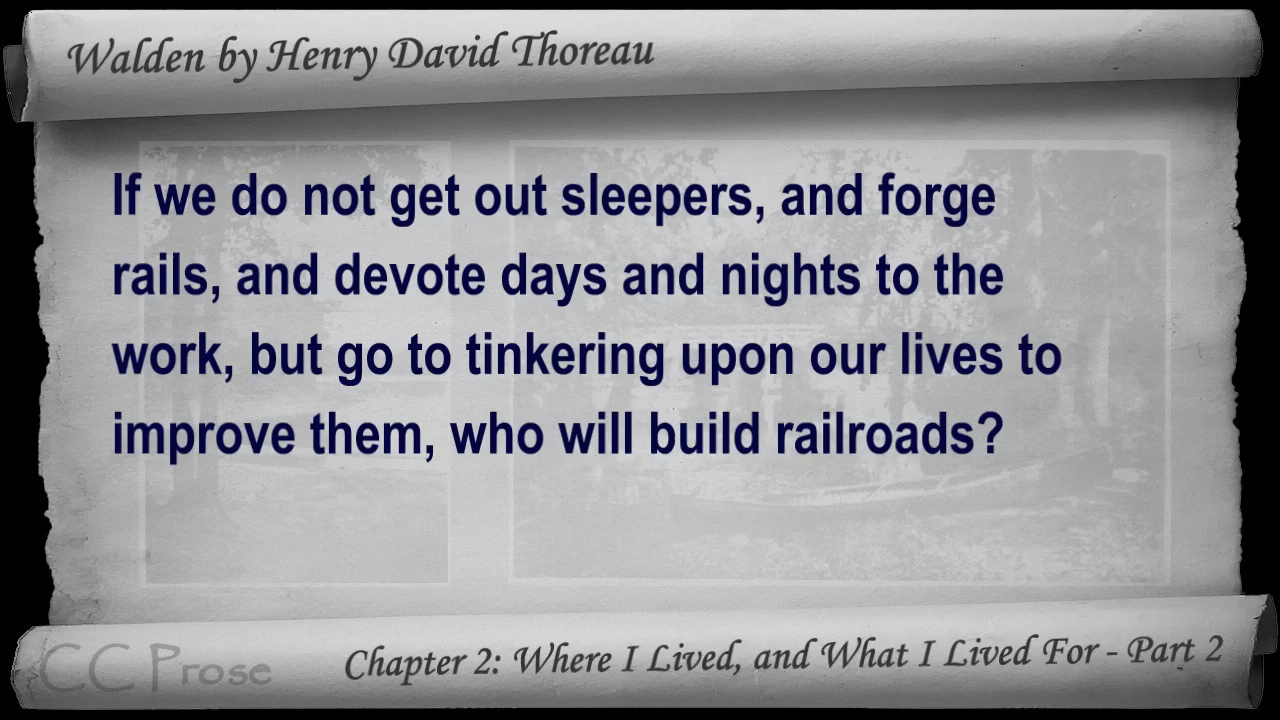 Walden by Henry David Thoreau
If we do not get out sleepers, and forge
rails, and devote days and nights to the
work, but go to tinkering upon our lives to
improve them, who will build railroads?
CC Prose
Chapter 2: Where I Lived, and What I Lived For - Part 2